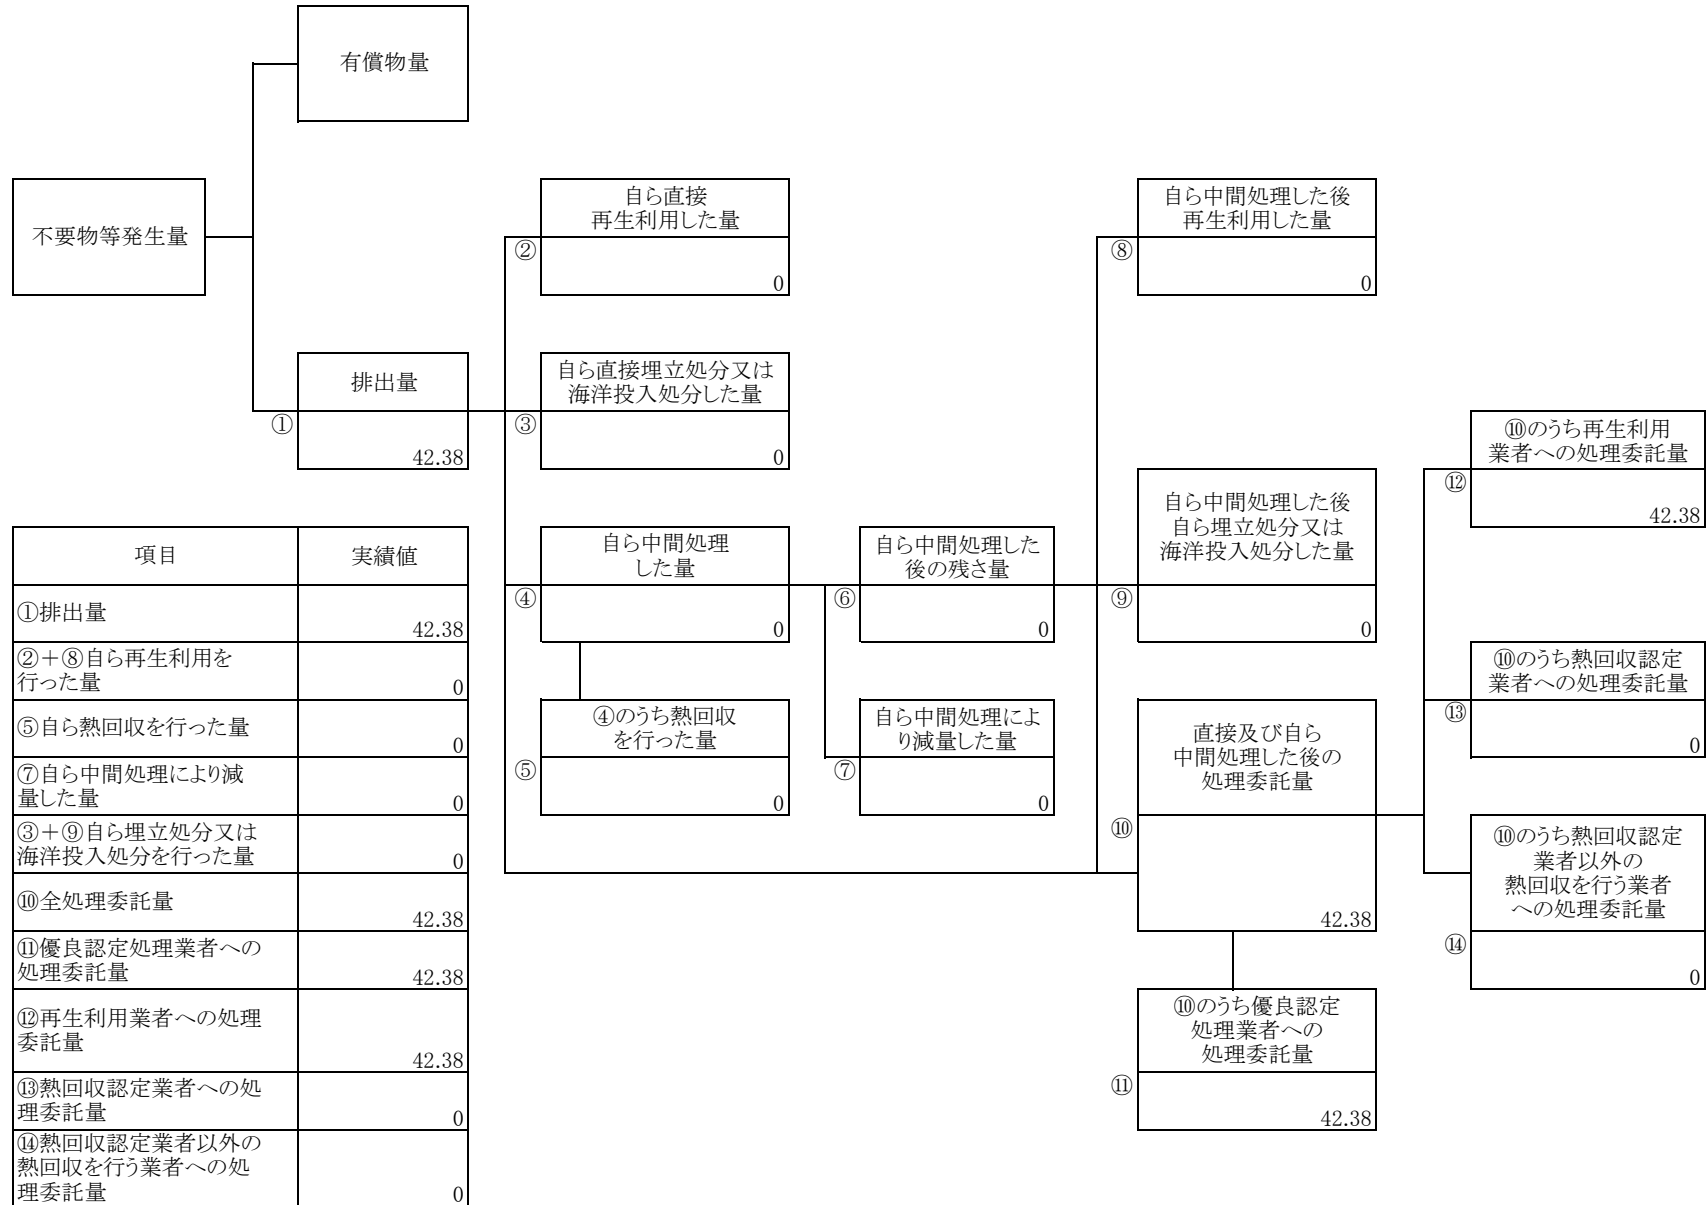 有償物量
不要物等発生量
自ら直接
再生利用した量
②
0
自ら中間処理した後
再生利用した量
⑧
0
排出量
①
42.38
自ら直接埋立処分又は
海洋投入処分した量
③
0
⑩のうち再生利用
業者への処理委託量
⑫
42.38
自ら中間処理
した量
④
0
自ら中間処理した
後の残さ量
⑥
0
自ら中間処理した後
自ら埋立処分又は
海洋投入処分した量
⑨
0
⑩のうち熱回収認定
業者への処理委託量
⑬
0
④のうち熱回収
を行った量
⑤
0
自ら中間処理によ
り減量した量
⑦
0
直接及び自ら
中間処理した後の
処理委託量
⑩
42.38
⑩のうち熱回収認定
業者以外の
熱回収を行う業者
への処理委託量
⑭
0
⑩のうち優良認定
処理業者への
処理委託量
⑪
42.38
項目
実績値
①排出量
42.38
②+⑧自ら再生利用を
行った量
0
⑤自ら熱回収を行った量
0
⑦自ら中間処理により減
量した量
0
③+⑨自ら埋立処分又は
海洋投入処分を行った量
0
⑩全処理委託量
42.38
⑪優良認定処理業者への
処理委託量
42.38
⑫再生利用業者への処理
委託量
42.38
⑬熱回収認定業者への処
理委託量
0
⑭熱回収認定業者以外の
熱回収を行う業者への処
理委託量
0